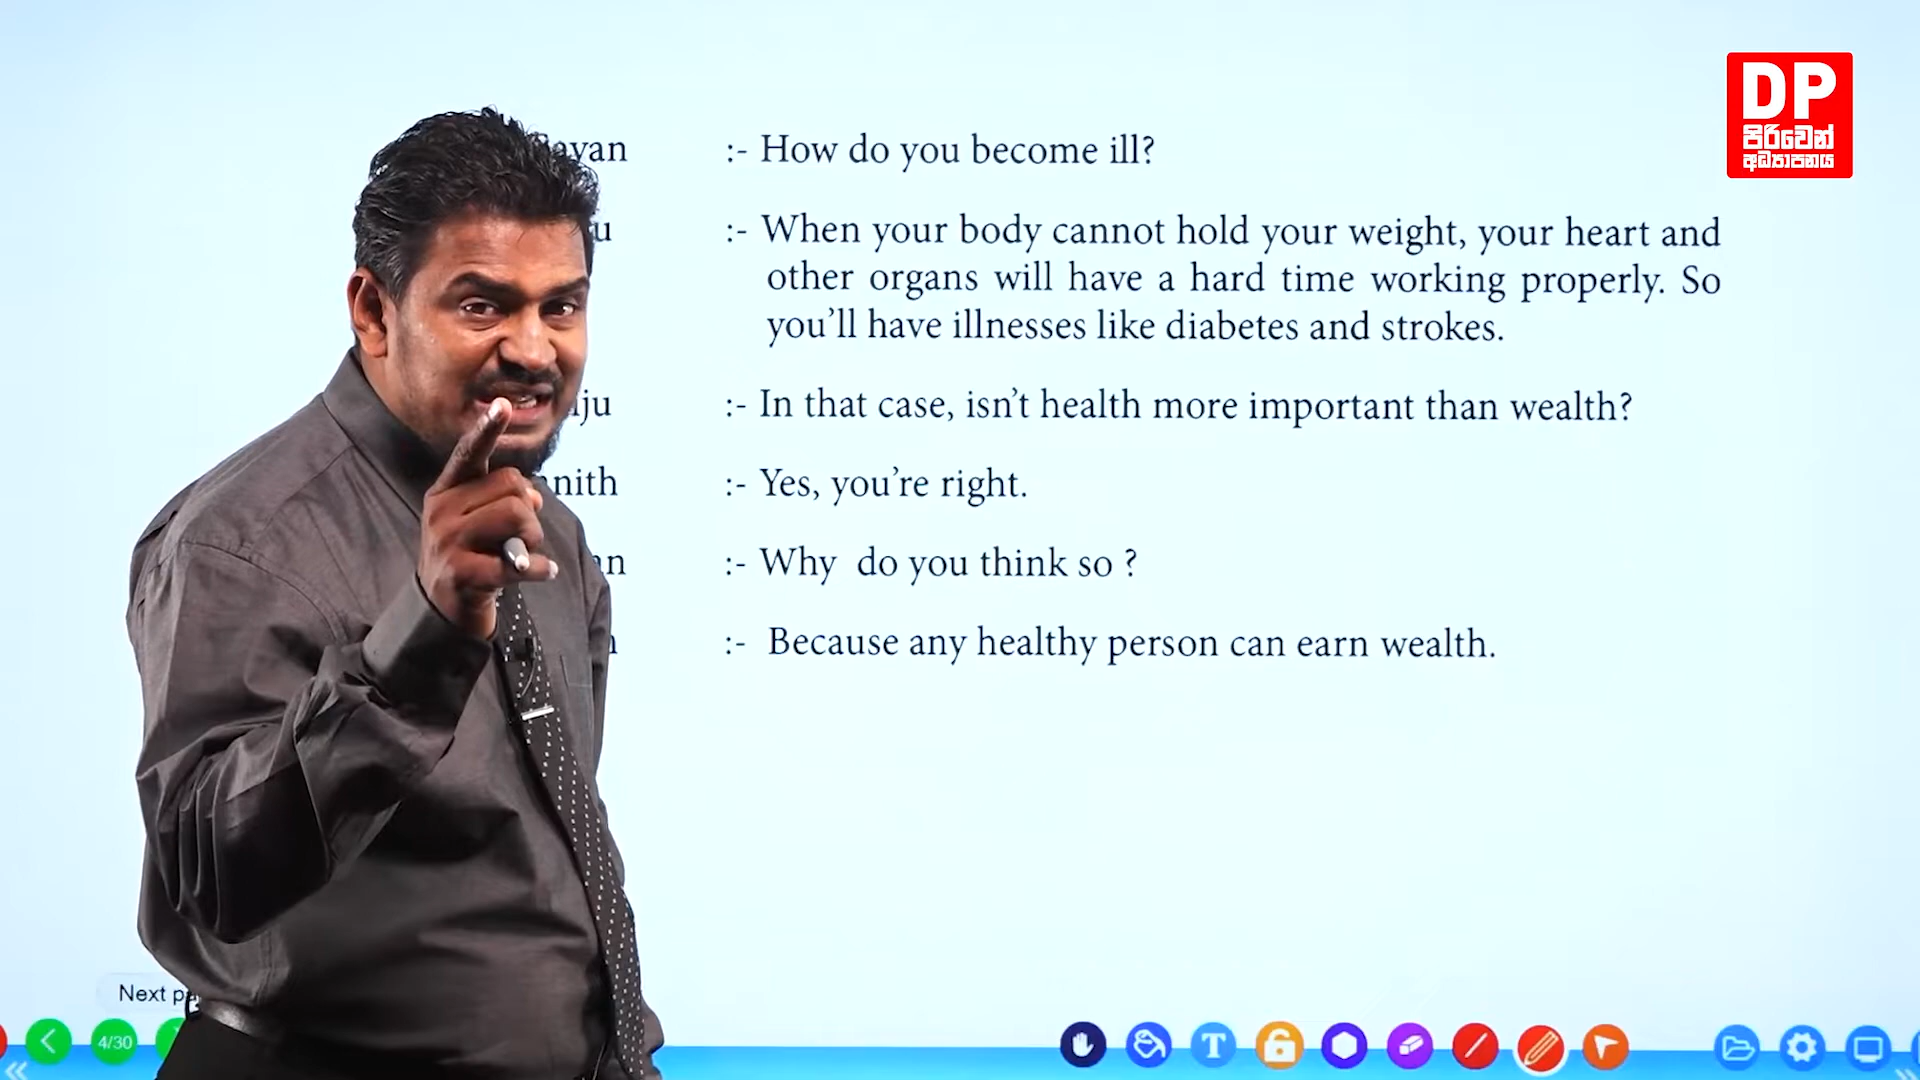 DP
පිරිවෙන්
අධ්‍යාපනය
:- How do you become ill?
:- When your body cannot hold your weight, your heart and
other organs will have a hard time working properly. So
you’ll have illnesses like diabetes and strokes.
:- In that case, isn’t health more important than wealth?
:- Yes, you’re right.
:- Why do you think so ?
:- Because any healthy person can earn wealth.
Next
4/30
T